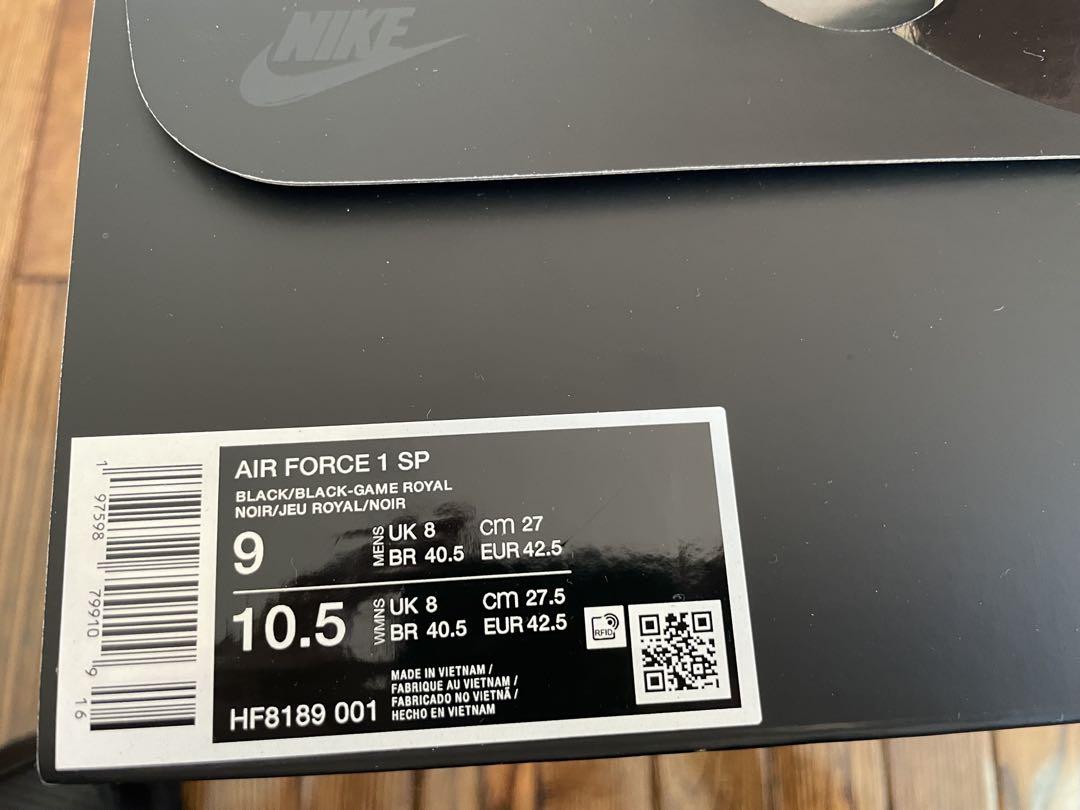 NIKE
AIR FORCE 1 SP
BLACK/BLACK-GAME ROYAL
NOIR/JEU ROYAL/NOIR
9
MENS
UK 8 cm 27
BR 40.5 EUR 42.5
10.5
WMNS
UK 8 cm 27.5
BR 40.5 EUR 42.5
RFID
HF8189 001
MADE IN VIETNAM /
FABRIQUE AU VIETNAM /
FABRICADO NO VIETNÃ /
HECHO EN VIETNAM
1 97598 79910 9 16